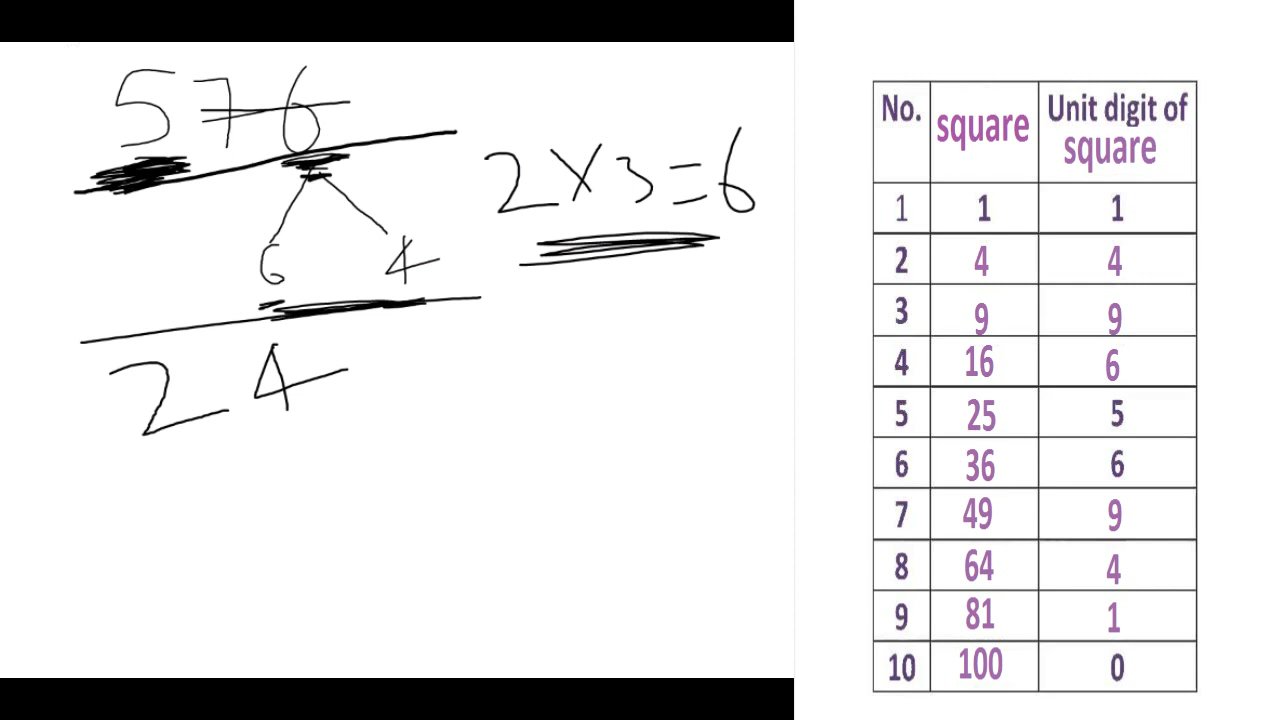 576
6 4
24
2×3=6
No. square Unit digit of square
1 1 1
2 4 4
3 9 9
4 16 6
5 25 5
6 36 6
7 49 9
8 64 4
9 81 1
10 100 0